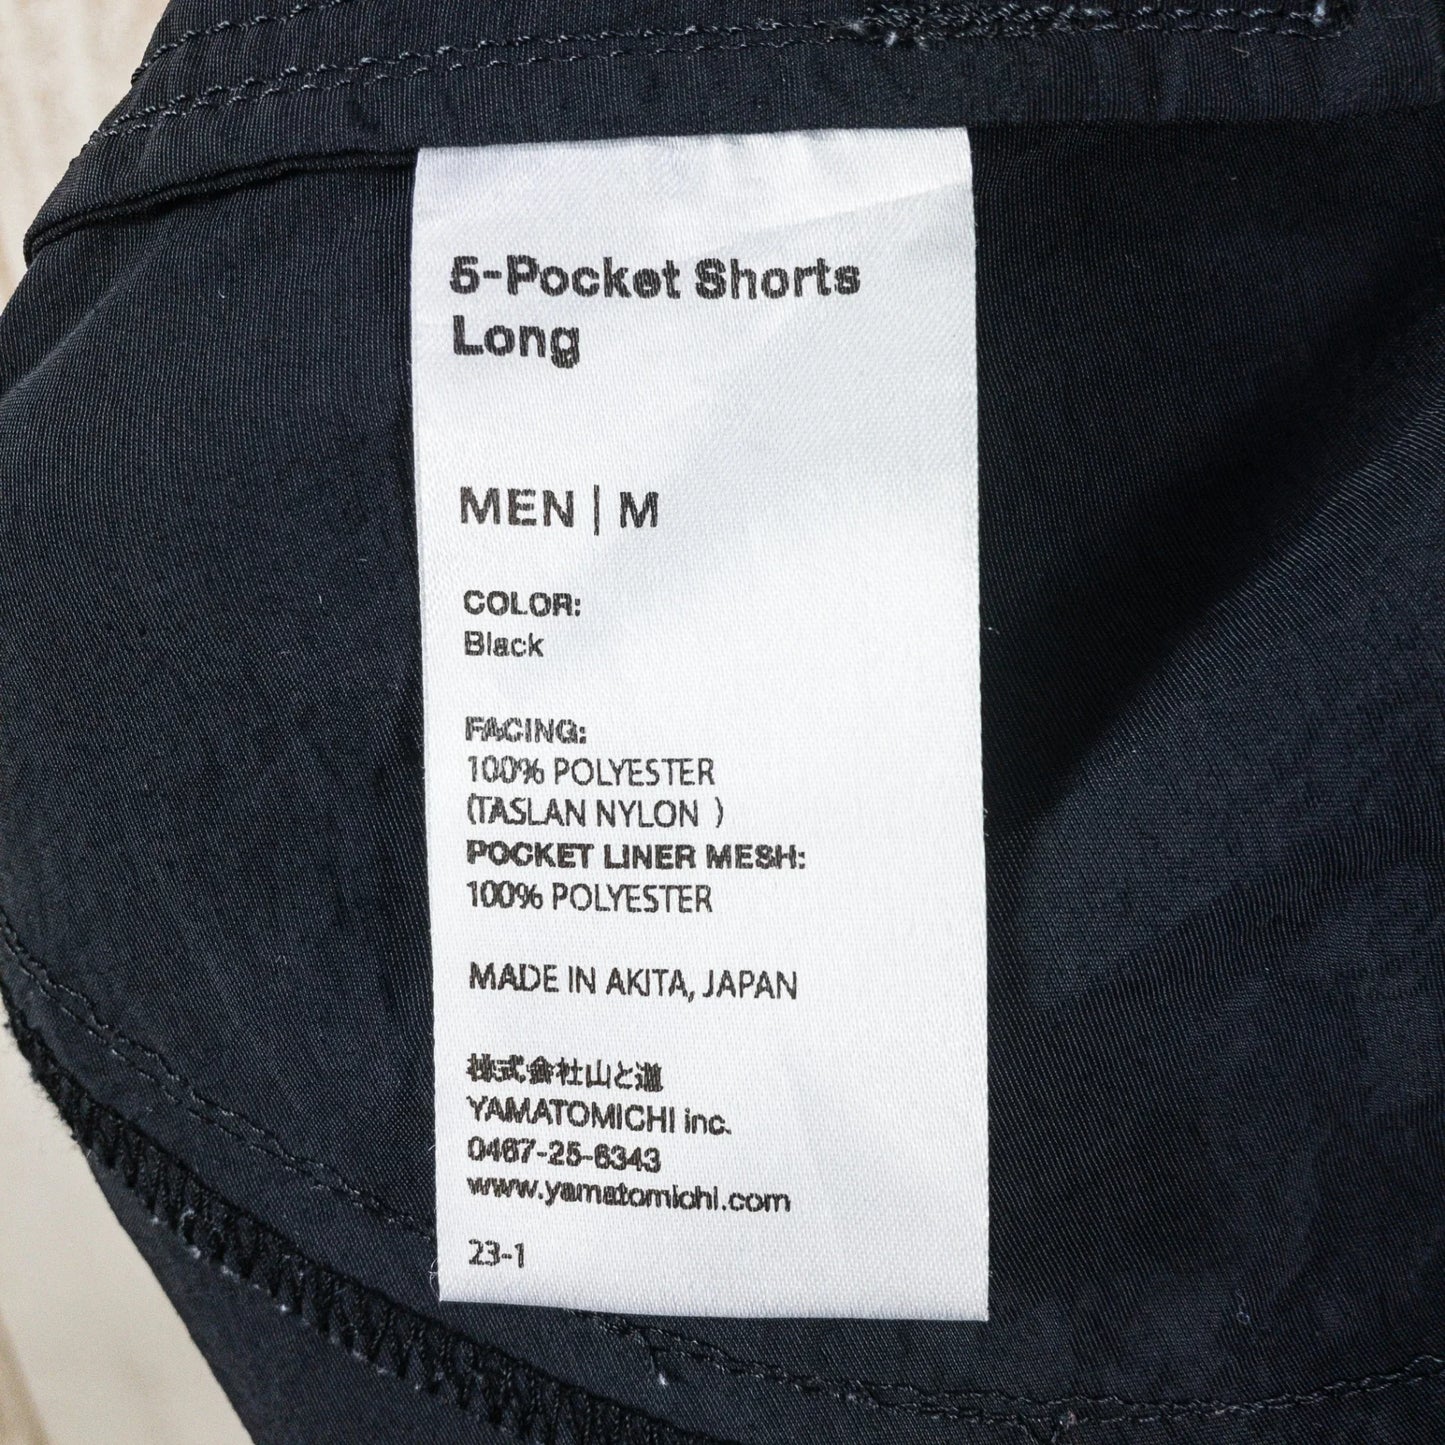 5-Pocket Shorts
Long
MEN | M
COLOR:
Black
FACING:
100% POLYESTER
(TASLAN NYLON )
POCKET LINER MESH:
100% POLYESTER
MADE IN AKITA, JAPAN
株式会社山と道
YAMATOMICHI inc.
0467-25-6343
www.yamatomichi.com
23-1